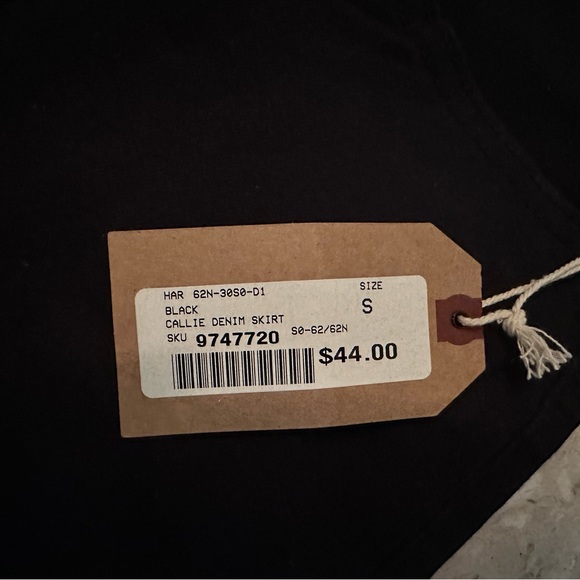 HAR 62N-30S0-D1
SIZE
BLACK
S
CALLIE DENIM SKIRT
SKU 9747720 S0-62/62N
$44.00